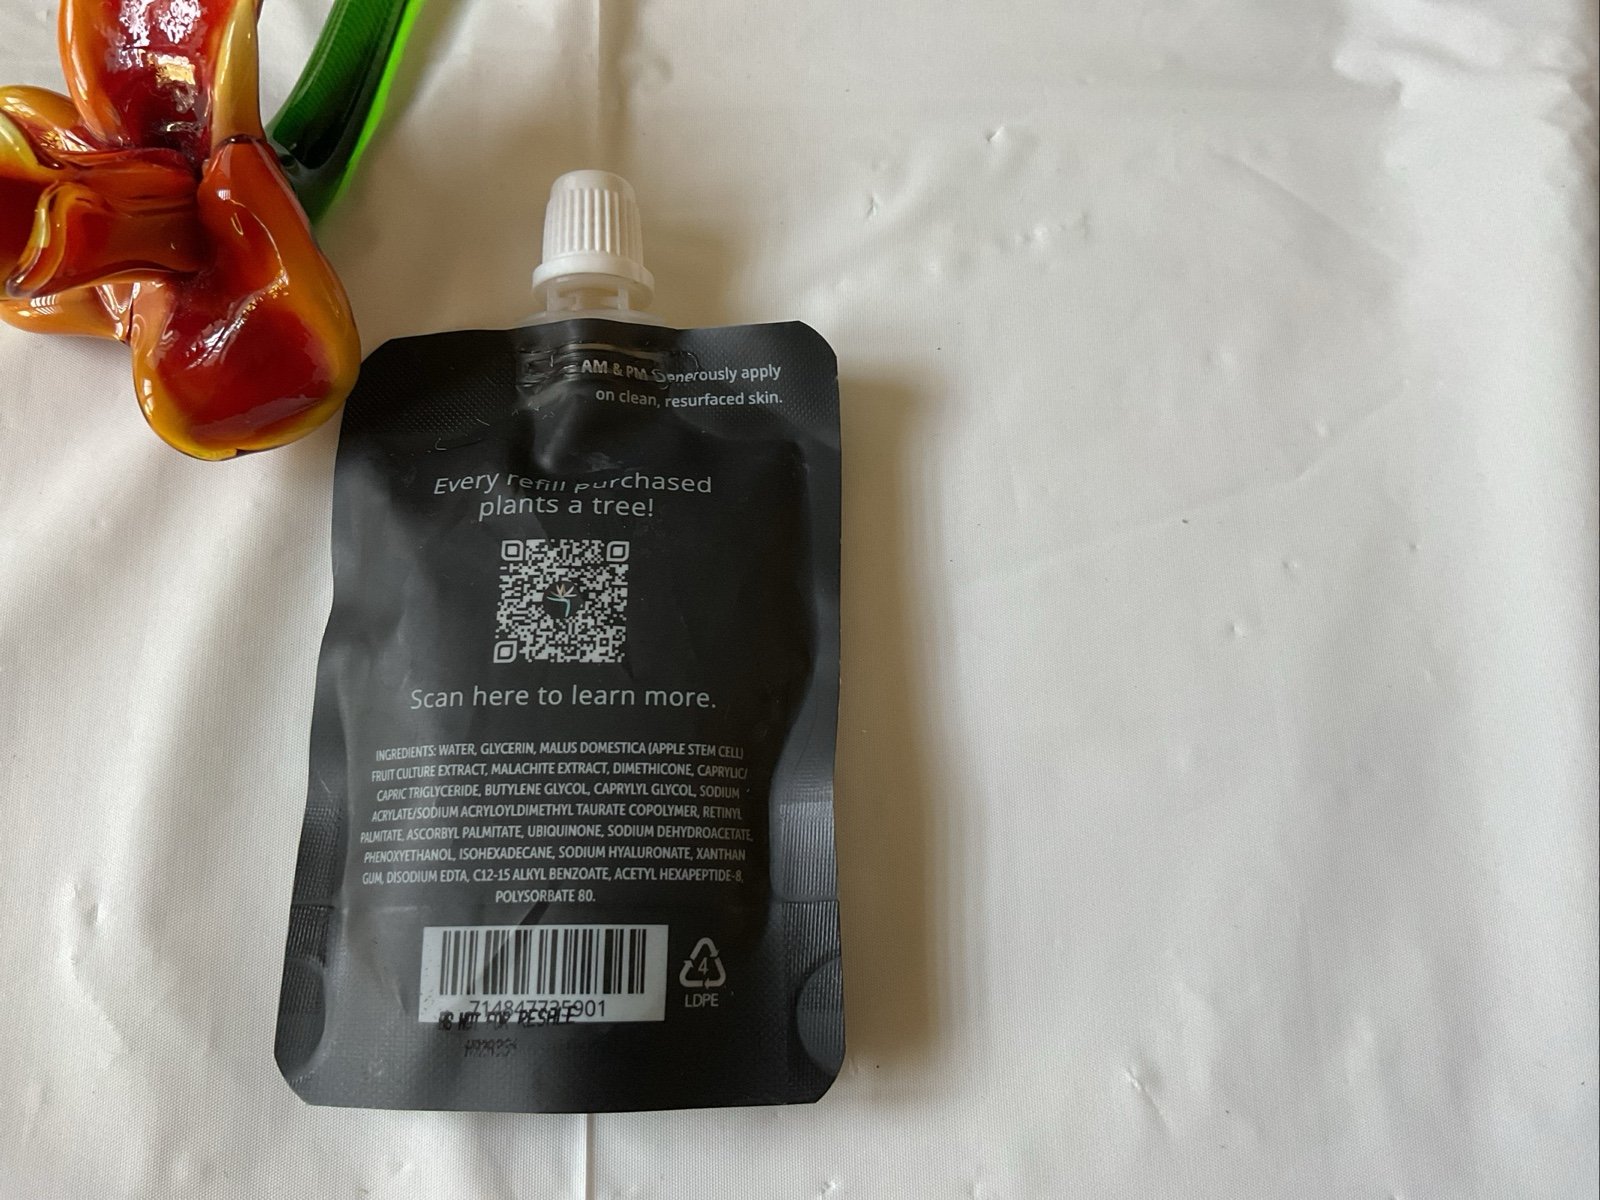 AM & PM Generously apply
on clean, resurfaced skin.
Every refill purchased
plants a tree!
Scan here to learn more.
INGREDIENTS: WATER, GLYCERIN, MALUS DOMESTICA (APPLE STEM CELL)
FRUIT CULTURE EXTRACT, MALACHITE EXTRACT, DIMETHICONE, CAPRYLIC/
CAPRIC TRIGLYCERIDE, BUTYLENE GLYCOL, CAPRYLYL GLYCOL, SODIUM
ACRYLATE/SODIUM ACRYLOYLDIMETHYL TAURATE COPOLYMER, RETINYL
PALMITATE, ASCORBYL PALMITATE, UBIQUINONE, SODIUM DEHYDROACETATE,
PHENOXYETHANOL, ISOHEXADECANE, SODIUM HYALURONATE, XANTHAN
GUM, DISODIUM EDTA, C12-15 ALKYL BENZOATE, ACETYL HEXAPEPTIDE-8,
POLYSORBATE 80.
4
LDPE
714847735901
NOT FOR RESALE